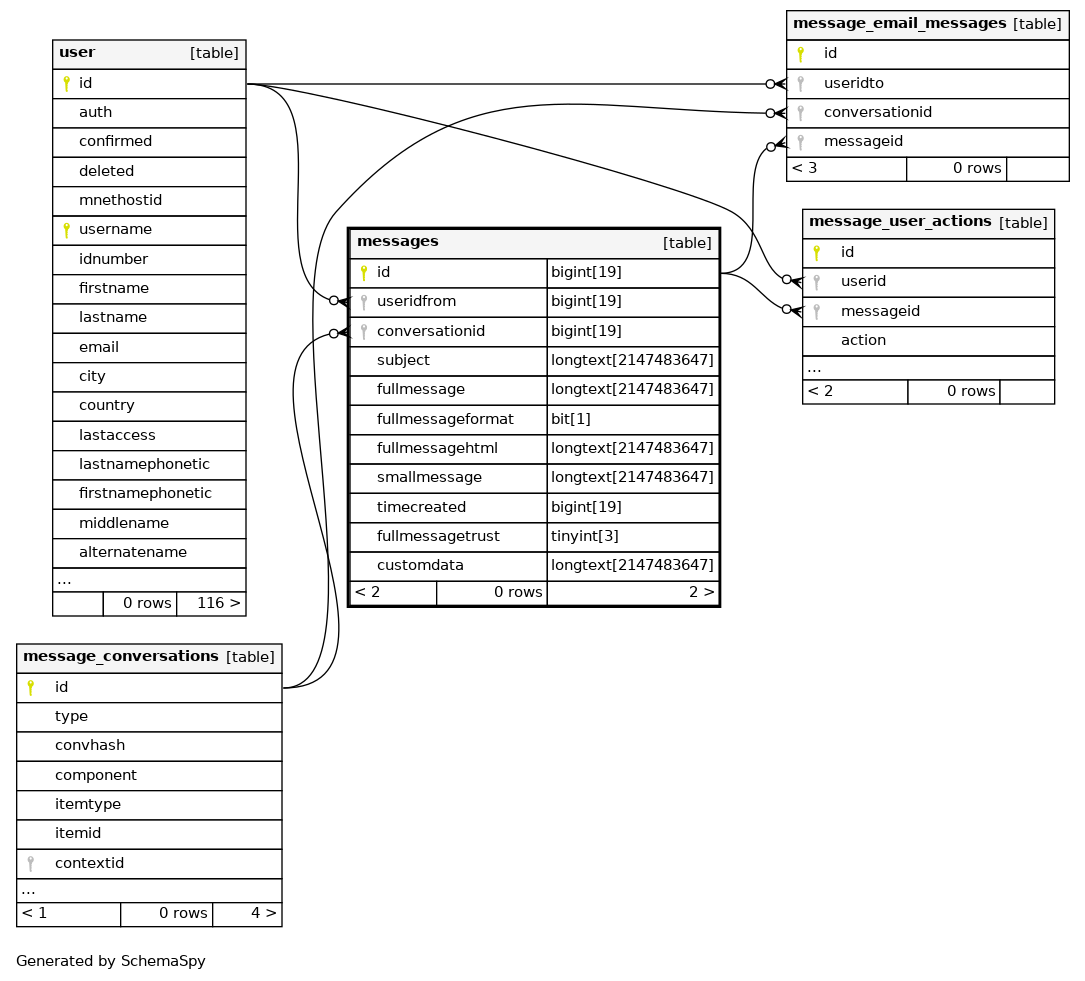 user [table]
id
auth
confirmed
deleted
mnethostid
username
idnumber
firstname
lastname
email
city
country
lastaccess
lastnamephonetic
firstnamephonetic
middlename
alternatename
...
0 rows 116 >
message_conversations [table]
id
type
convhash
component
itemtype
itemid
contextid
...
< 1 0 rows 4 >
messages [table]
id bigint[19]
useridfrom bigint[19]
conversationid bigint[19]
subject longtext[2147483647]
fullmessage longtext[2147483647]
fullmessageformat bit[1]
fullmessagehtml longtext[2147483647]
smallmessage longtext[2147483647]
timecreated bigint[19]
fullmessagetrust tinyint[3]
customdata longtext[2147483647]
< 2 0 rows 2 >
message_email_messages [table]
id
useridto
conversationid
messageid
< 3 0 rows
message_user_actions [table]
id
userid
messageid
action
...
< 2 0 rows
Generated by SchemaSpy